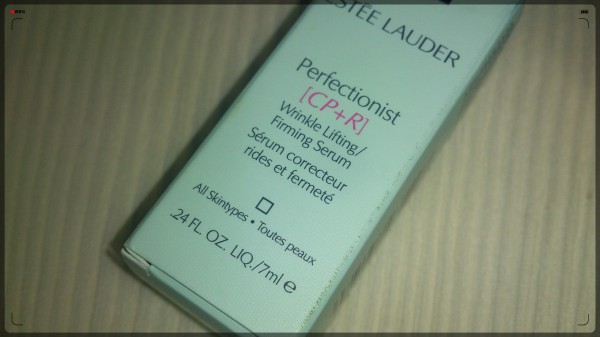 ESTÉE LAUDER
Perfectionist
[CP+R]
Wrinkle Lifting/
Firming Serum
Sérum correcteur
rides et fermeté
All Skintypes • Toutes peaux
.24 FL. OZ. LIQ./7ml e